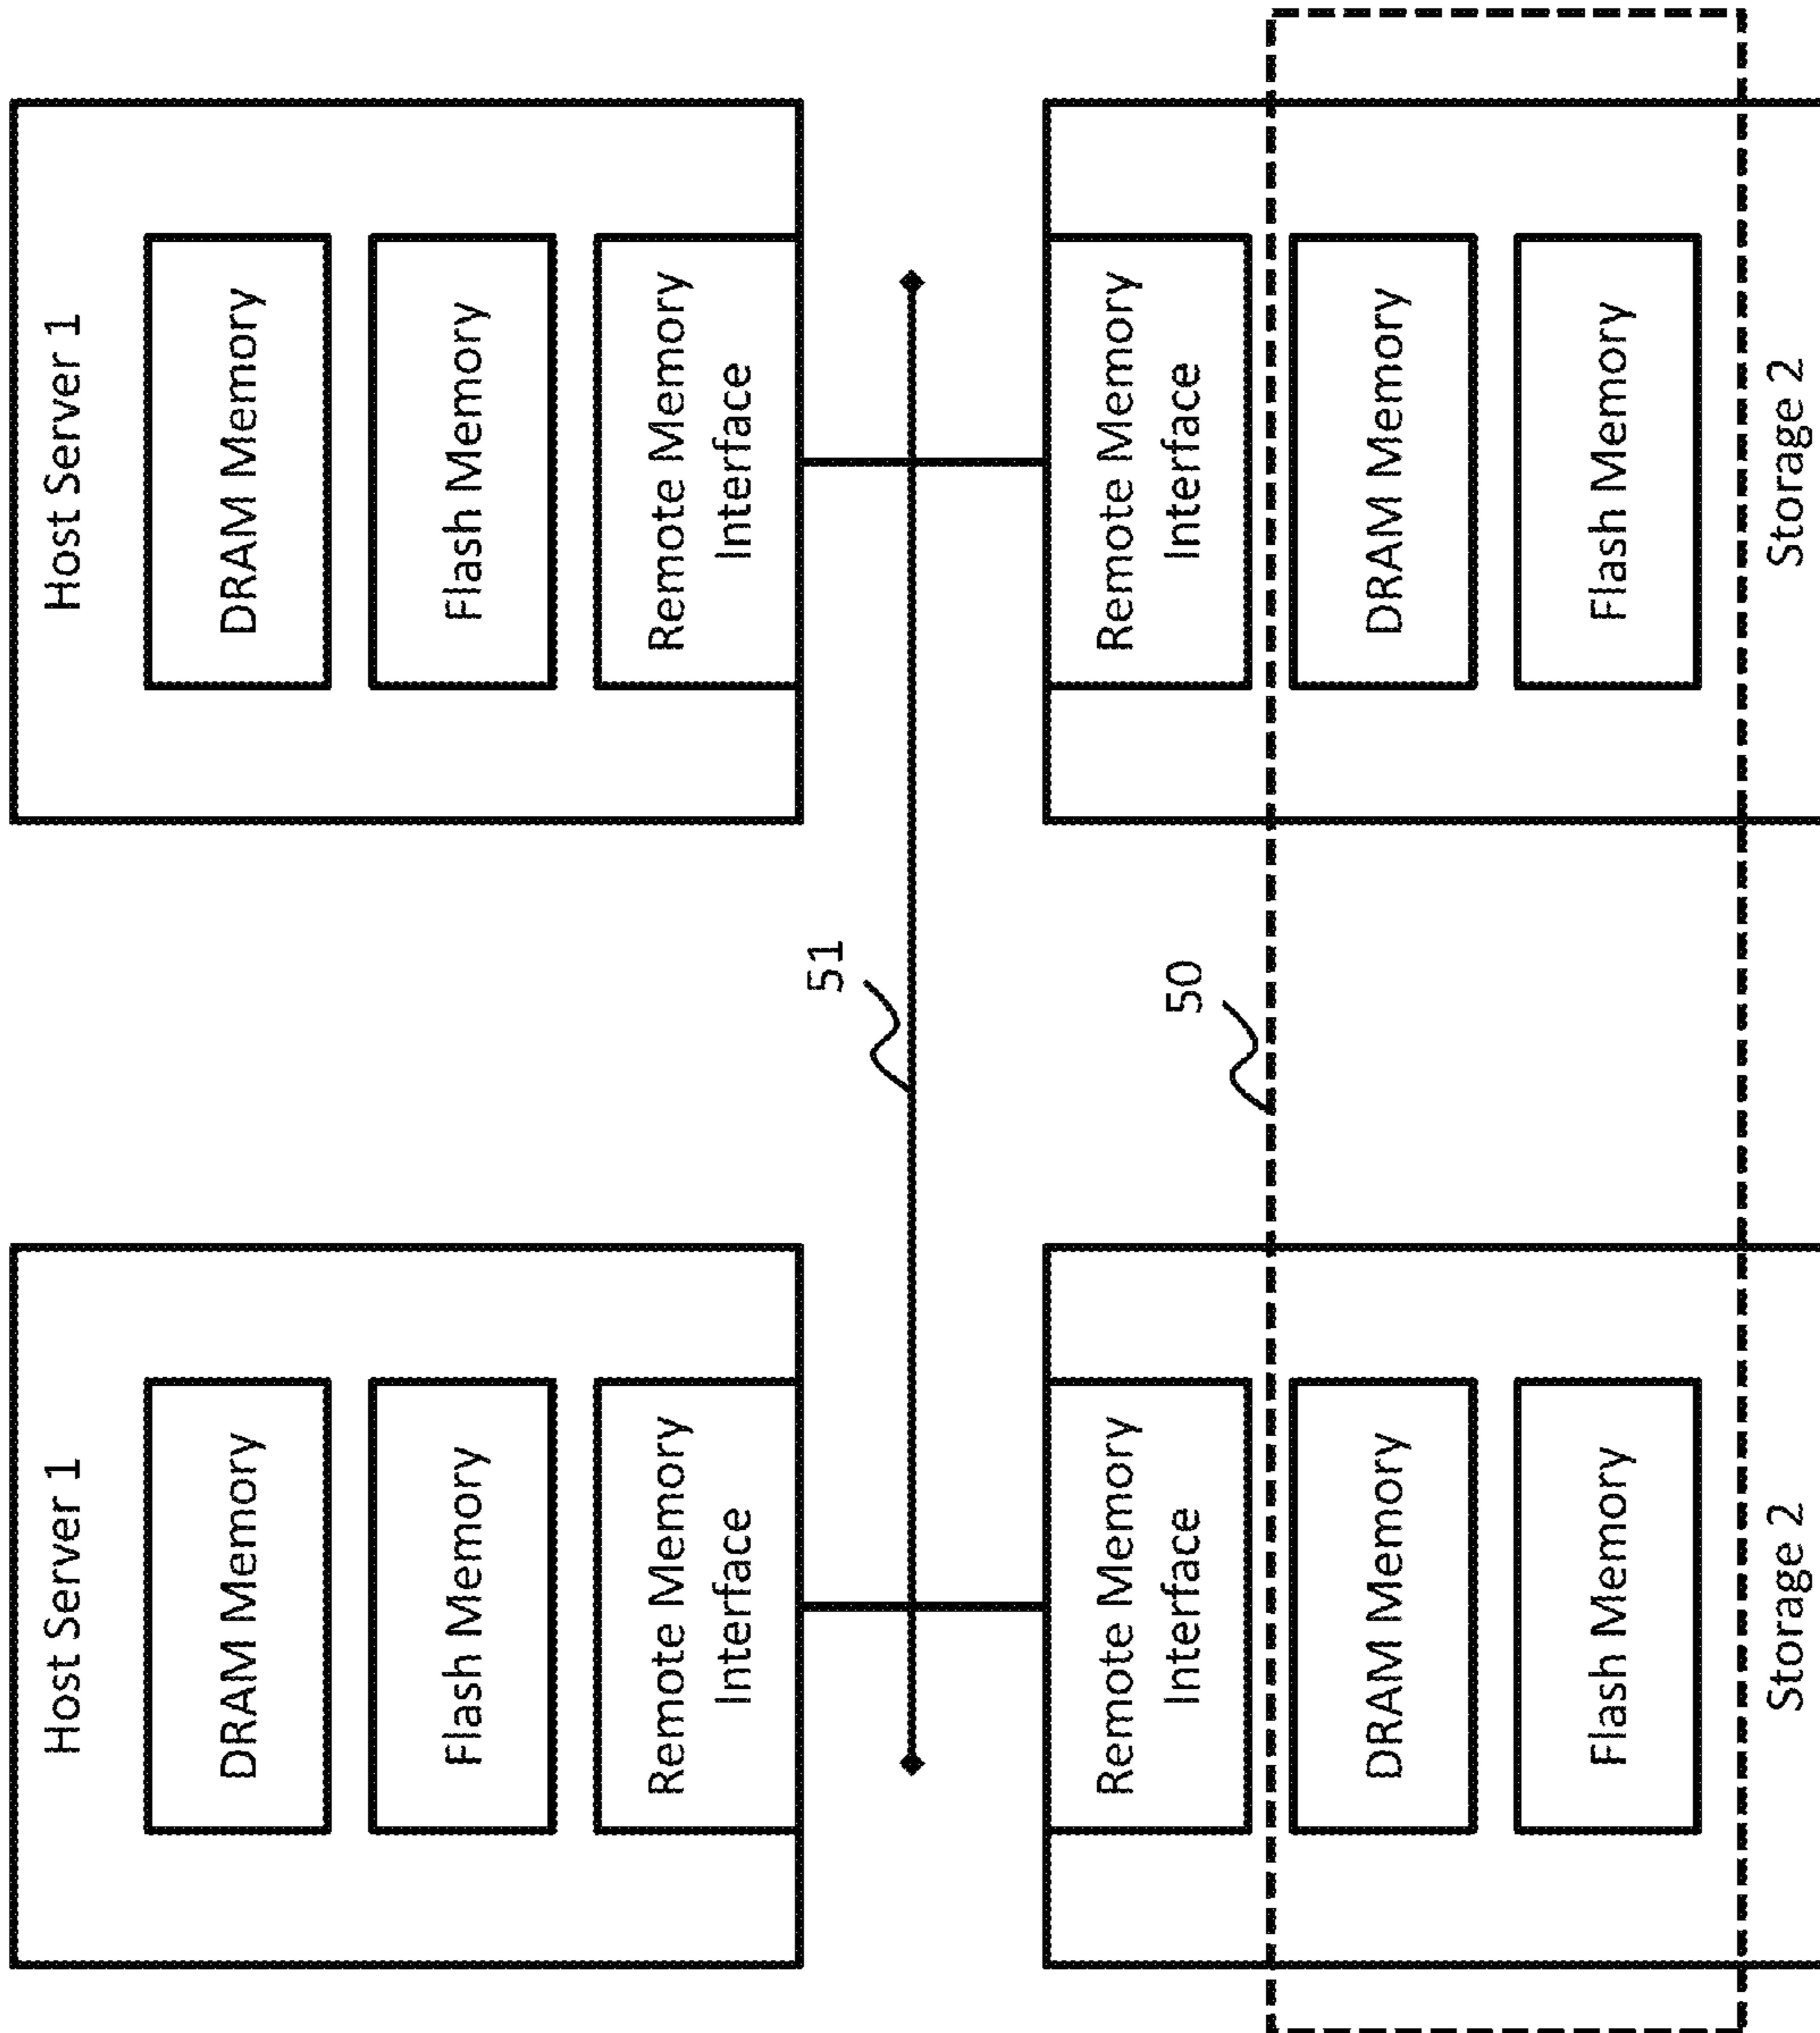 Host Server 1
DRAM Memory
Flash Memory
Remote Memory
Interface
Host Server 1
DRAM Memory
Flash Memory
Remote Memory
Interface
51
50
Remote Memory
Interface
DRAM Memory
Flash Memory
Storage 2
Remote Memory
Interface
DRAM Memory
Flash Memory
Storage 2